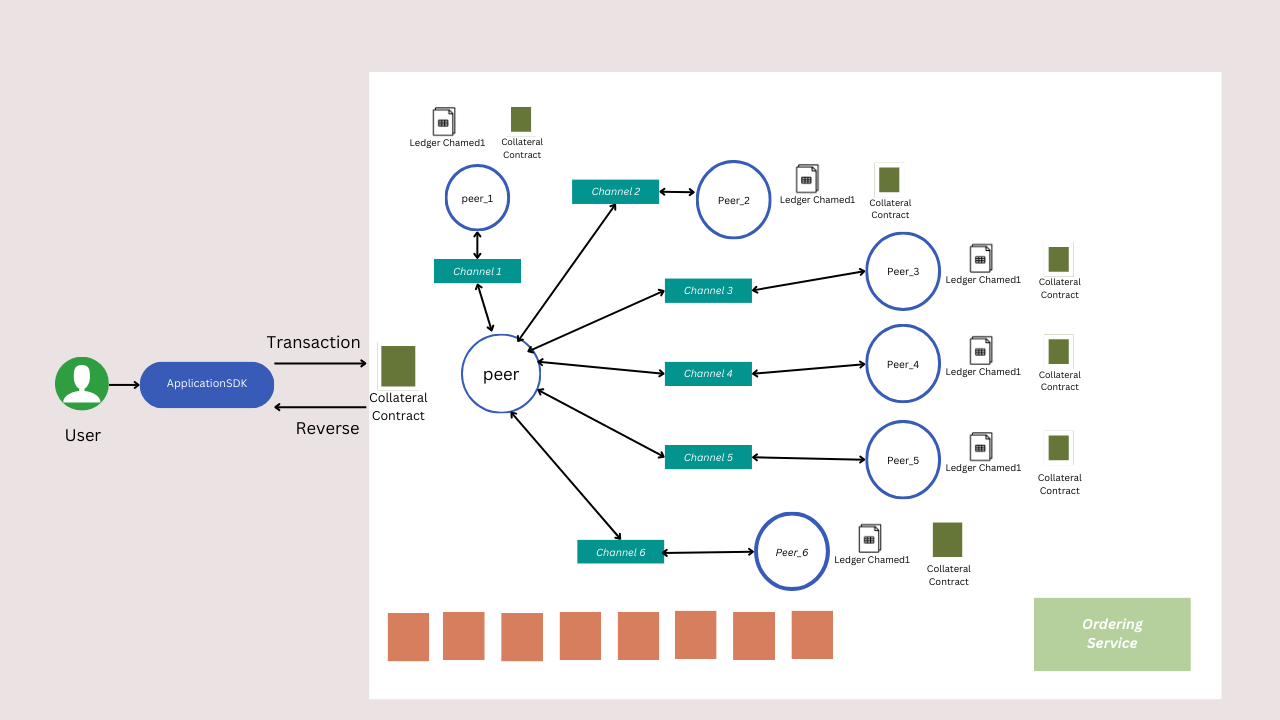 Ledger Chamed1
Collateral
Contract
peer_1
Channel 2
Peer_2
Ledger Chamed1
Collateral
Contract
Channel 1
Channel 3
Peer_3
Ledger Chamed1
Collateral
Contract
Transaction
ApplicationSDK
Reverse
User
Collateral
Contract
peer
Channel 4
Peer_4
Ledger Chamed1
Collateral
Contract
Channel 5
Peer_5
Ledger Chamed1
Collateral
Contract
Channel 6
Peer_6
Ledger Chamed1
Collateral
Contract
Ordering
Service